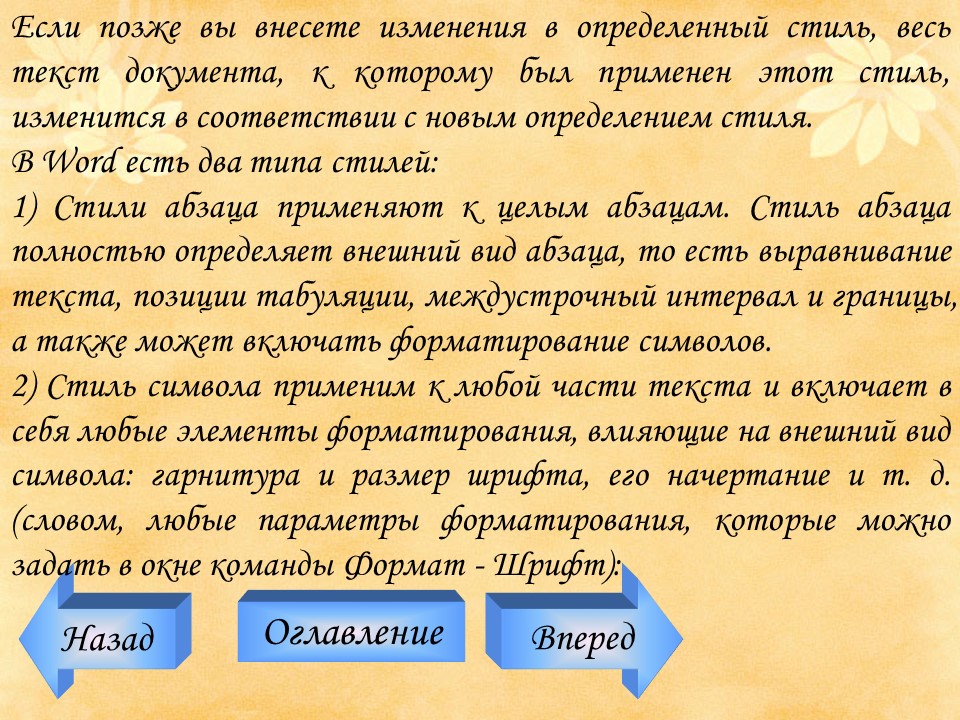 Если позже вы внесете изменения в определенный стиль, весь
текст документа, к которому был применен этот стиль,
изменится в соответствии с новым определением стиля.
В Word есть два типа стилей:
1) Стили абзаца применяют к целым абзацам. Стиль абзаца
полностью определяет внешний вид абзаца, то есть выравнивание
текста, позиции табуляции, междустрочный интервал и границы,
а также может включать форматирование символов.
2) Стиль символа применим к любой части текста и включает в
себя любые элементы форматирования, влияющие на внешний вид
символа: гарнитура и размер шрифта, его начертание и т. д.
(словом, любые параметры форматирования, которые можно
задать в окне команды Формат - Шрифт):
Назад
Оглавление
Вперед